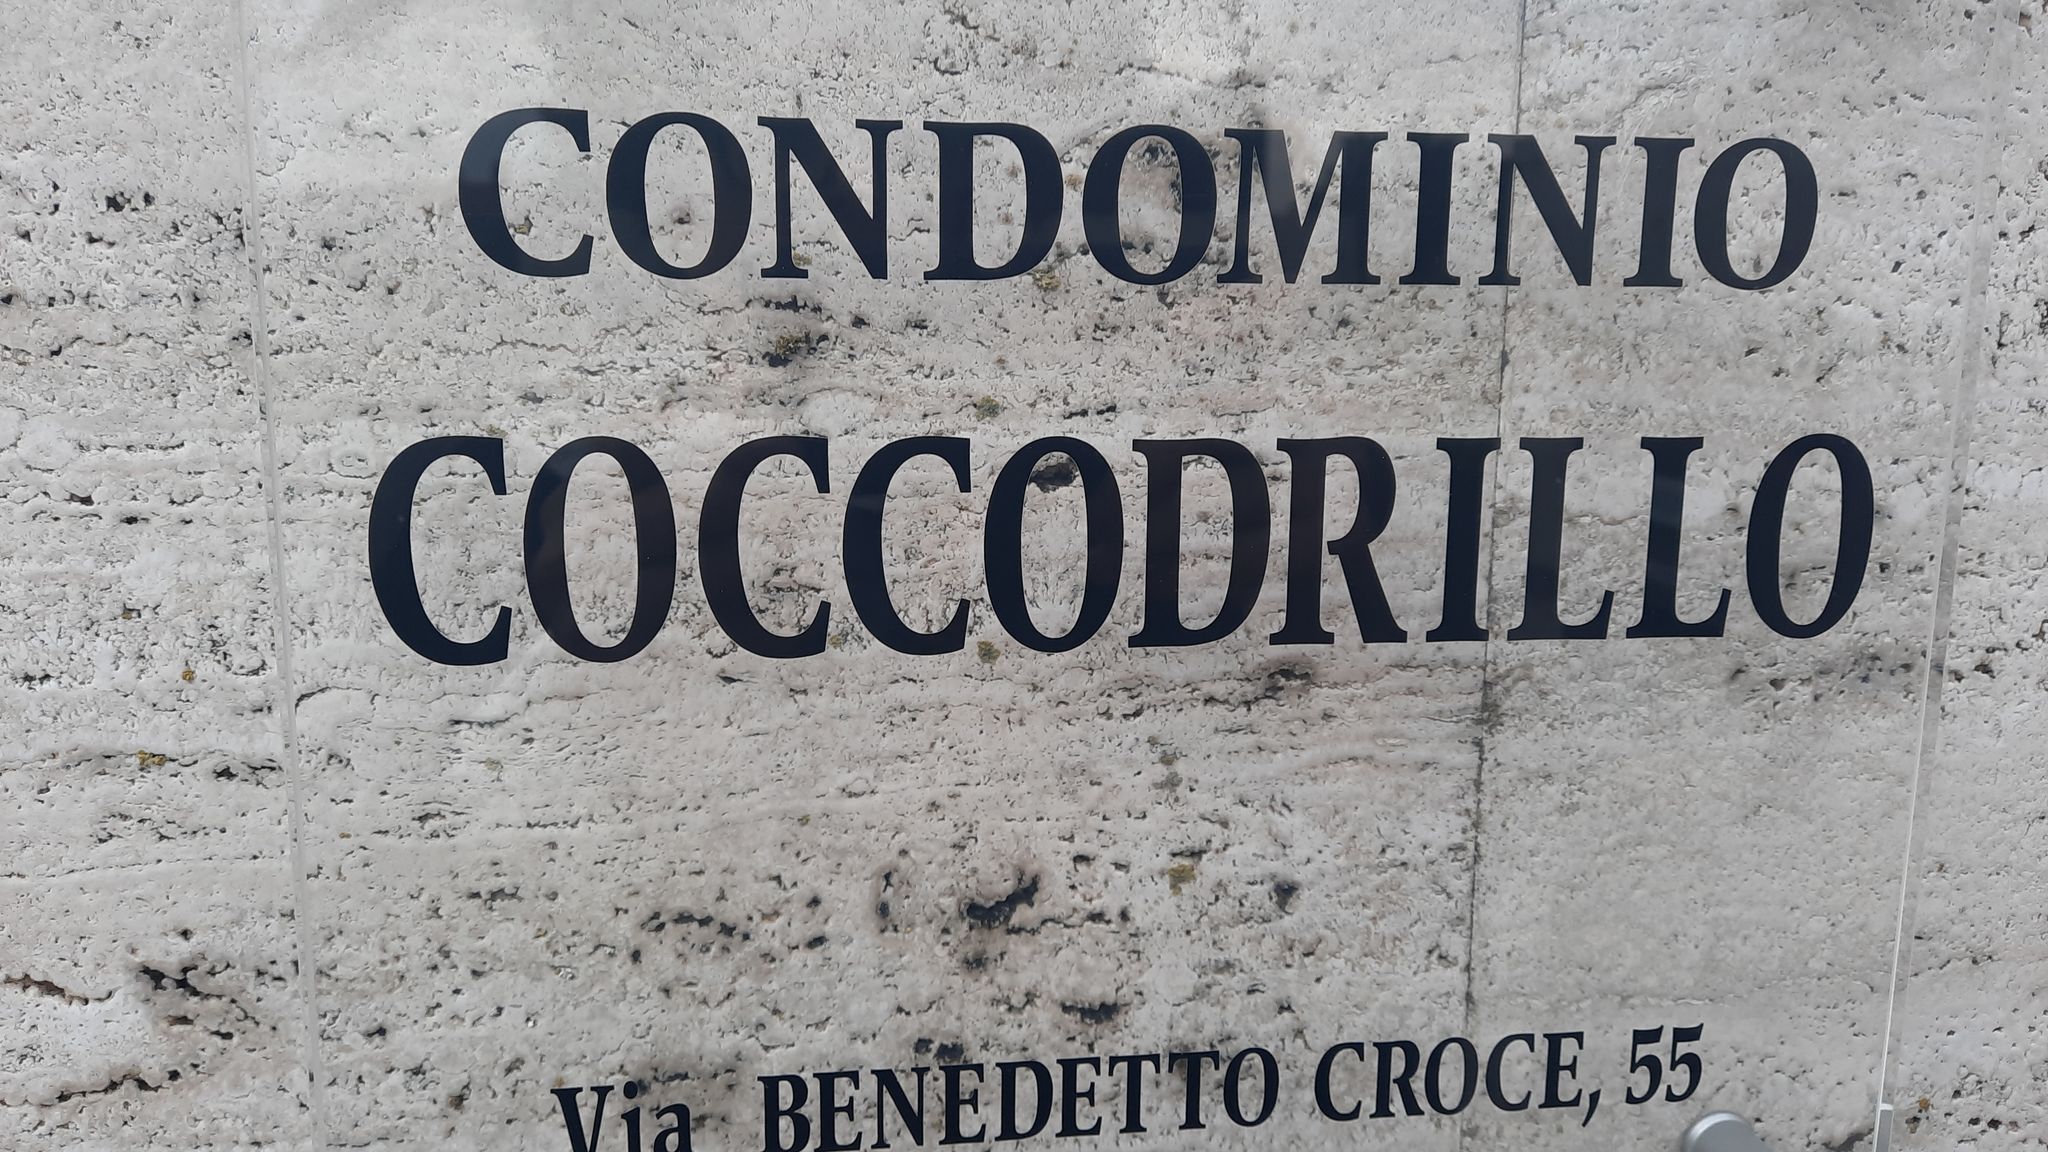 CONDOMINIO
COCCODRILLO
Via BENEDETTO CROCE, 55